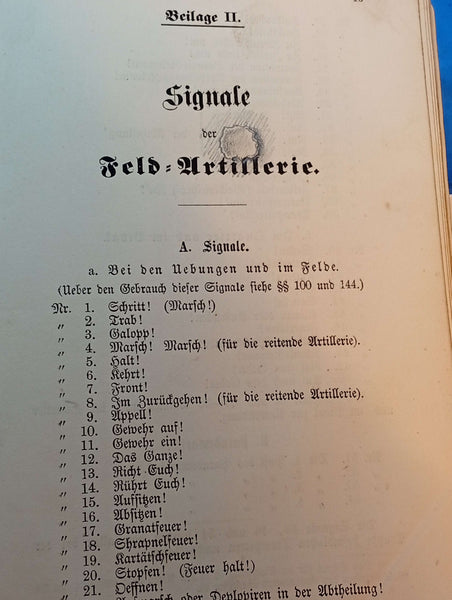 Beilage II.
Signale
der
Feld-Artillerie.
A. Signale.
a. Bei den Uebungen und im Felde.
(Ueber den Gebrauch dieser Signale siehe §§ 100 und 144.)
Nr. 1. Schritt! (Marsch!)
„ 2. Trab!
„ 3. Galopp!
„ 4. Marsch! Marsch! (für die reitende Artillerie).
„ 5. Halt!
„ 6. Kehrt!
„ 7. Front!
„ 8. Im Zurückgehen! (für die reitende Artillerie).
„ 9. Appell!
„ 10. Gewehr auf!
„ 11. Gewehr ein!
„ 12. Das Ganze!
„ 13. Richt Euch!
„ 14. Rührt Euch!
„ 15. Aufsitzen!
„ 16. Absitzen!
„ 17. Granatfeuer!
„ 18. Shrapnelfeuer!
„ 19. Kartätschfeuer!
„ 20. Stopfen! (Feuer halt!)
„ 21. Oeffnen!
oder Deployiren in der Abtheilung!